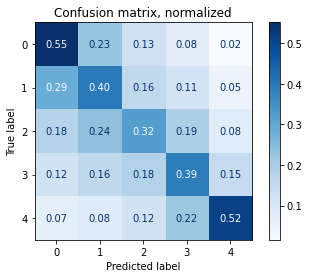 Confusion matrix, normalized
0 0.55 0.23 0.13 0.08 0.02
1 0.29 0.40 0.16 0.11 0.05
2 0.18 0.24 0.32 0.19 0.08
3 0.12 0.16 0.18 0.39 0.15
4 0.07 0.08 0.12 0.22 0.52
0 1 2 3 4
True label
Predicted label
0.5
0.4
0.3
0.2
0.1